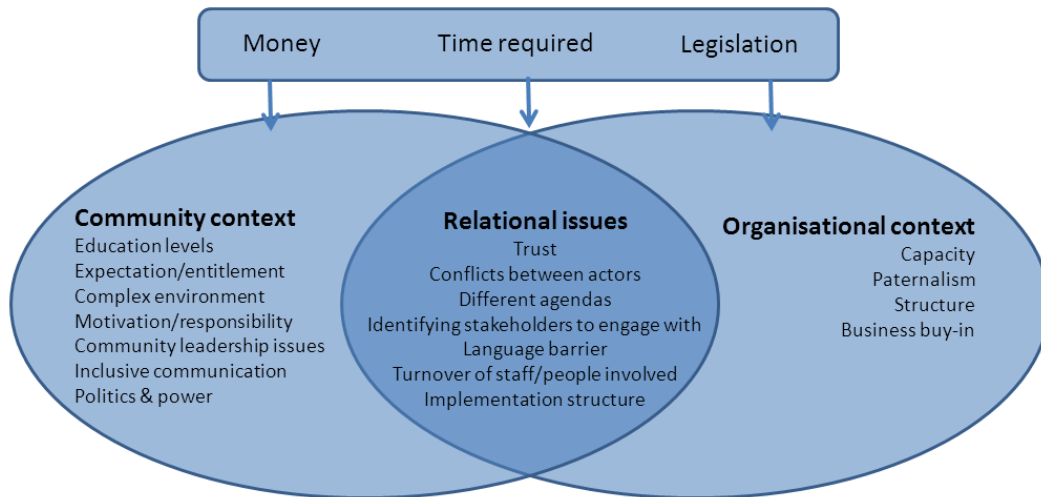 Money
Time required
Legislation
Community context
Education levels
Expectation/entitlement
Complex environment
Motivation/responsibility
Community leadership issues
Inclusive communication
Politics & power
Relational issues
Trust
Conflicts between actors
Different agendas
Identifying stakeholders to engage with
Language barrier
Turnover of staff/people involved
Implementation structure
Organisational context
Capacity
Paternalism
Structure
Business buy-in